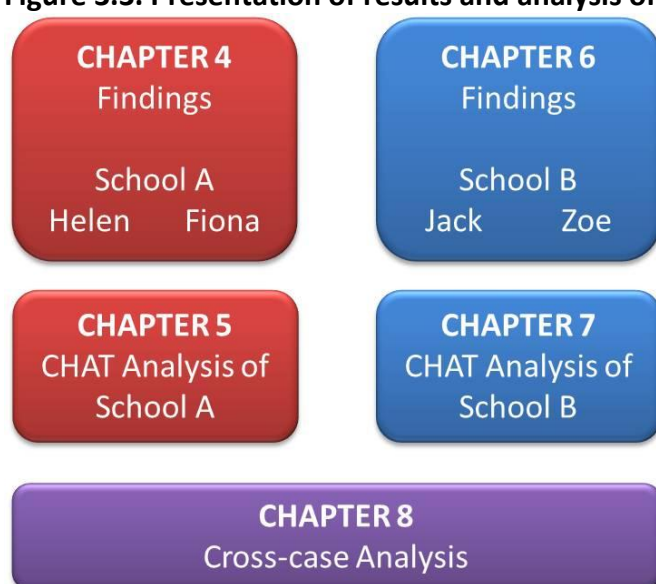 Figure Presentation of results and analysis of
CHAPTER 4
Findings
School A
Helen Fiona
CHAPTER 6
Findings
School B
Jack Zoe
CHAPTER 5
CHAT Analysis of
School A
CHAPTER 7
CHAT Analysis of
School B
CHAPTER 8
Cross-case Analysis